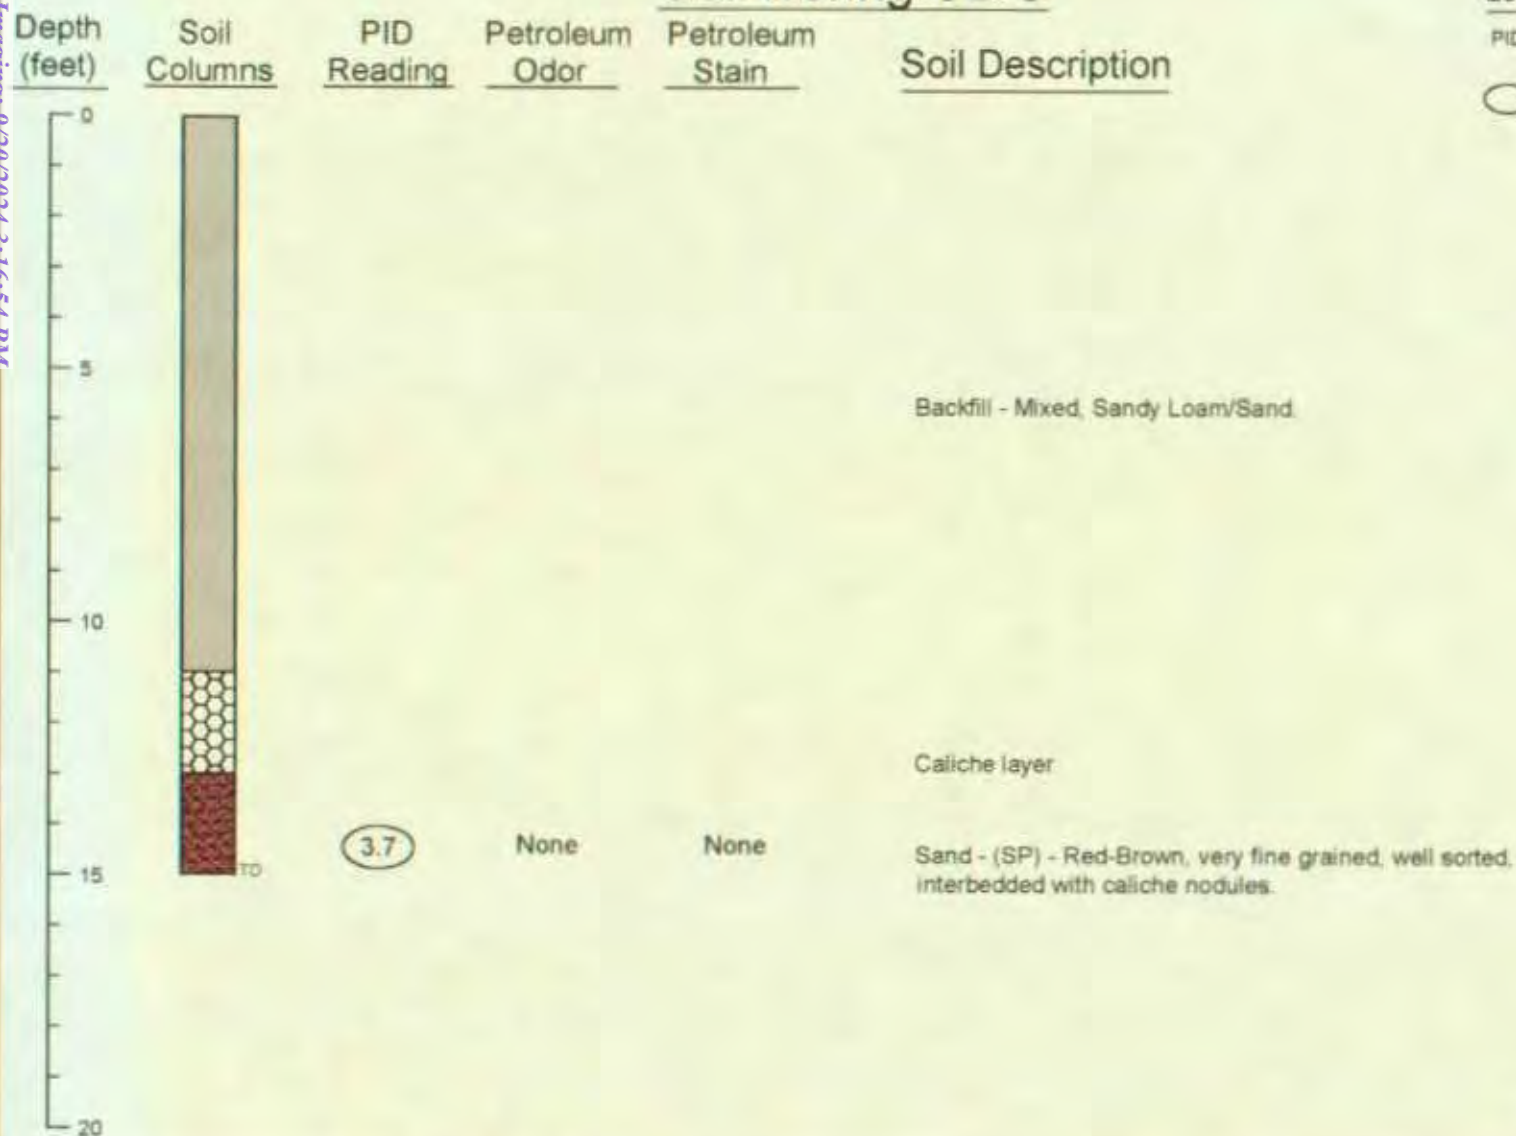 Depth
(feet)
Soil
Columns
PID
Reading
Petroleum
Odor
Petroleum
Stain
Soil Description
PID
0
5
Backfill - Mixed, Sandy Loam/Sand.
10
Caliche layer
3.7
None
None
Sand - (SP) - Red-Brown, very fine grained, well sorted,
interbedded with caliche nodules.
TD
15
20